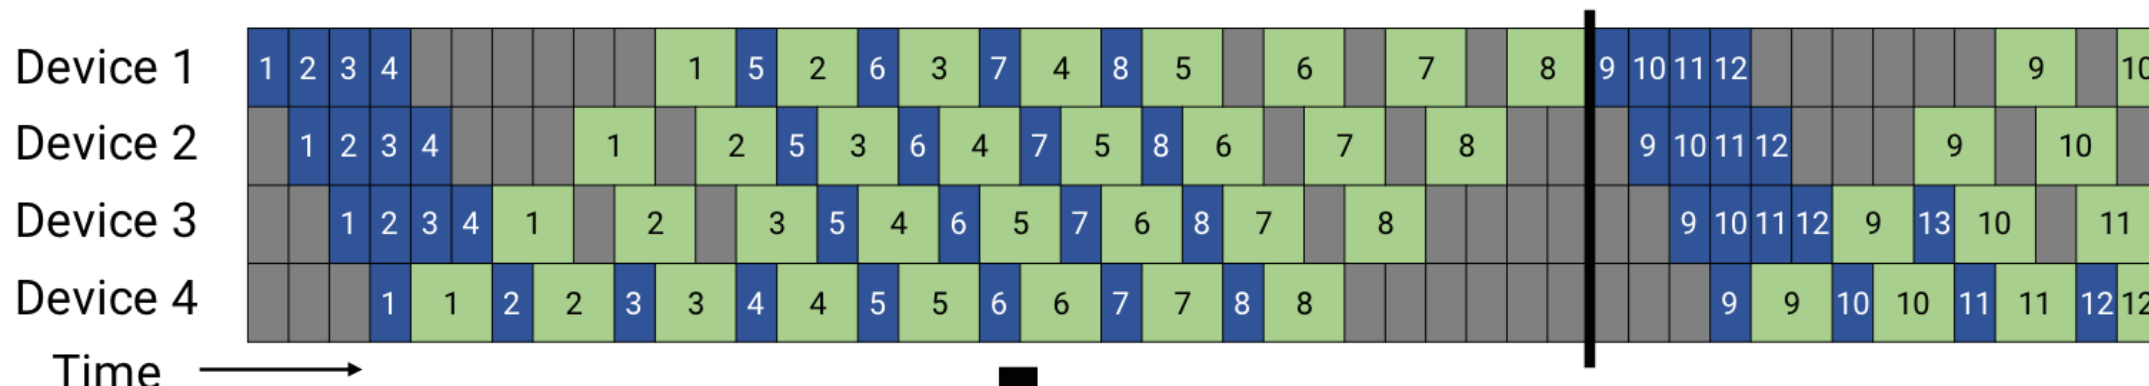 Device 1 1 2 3 4 1 5 2 6 3 7 4 8 5 6 7 8 9 10 11 12 9 10
Device 2 1 2 3 4 1 2 5 3 6 4 7 5 8 6 7 8 9 10 11 12 9 10
Device 3 1 2 3 4 1 2 3 5 4 6 5 7 6 8 7 8 9 10 11 12 9 13 10 11
Device 4 1 1 2 2 3 3 4 4 5 5 6 6 7 7 8 8 9 9 10 10 11 11 12 12
Time